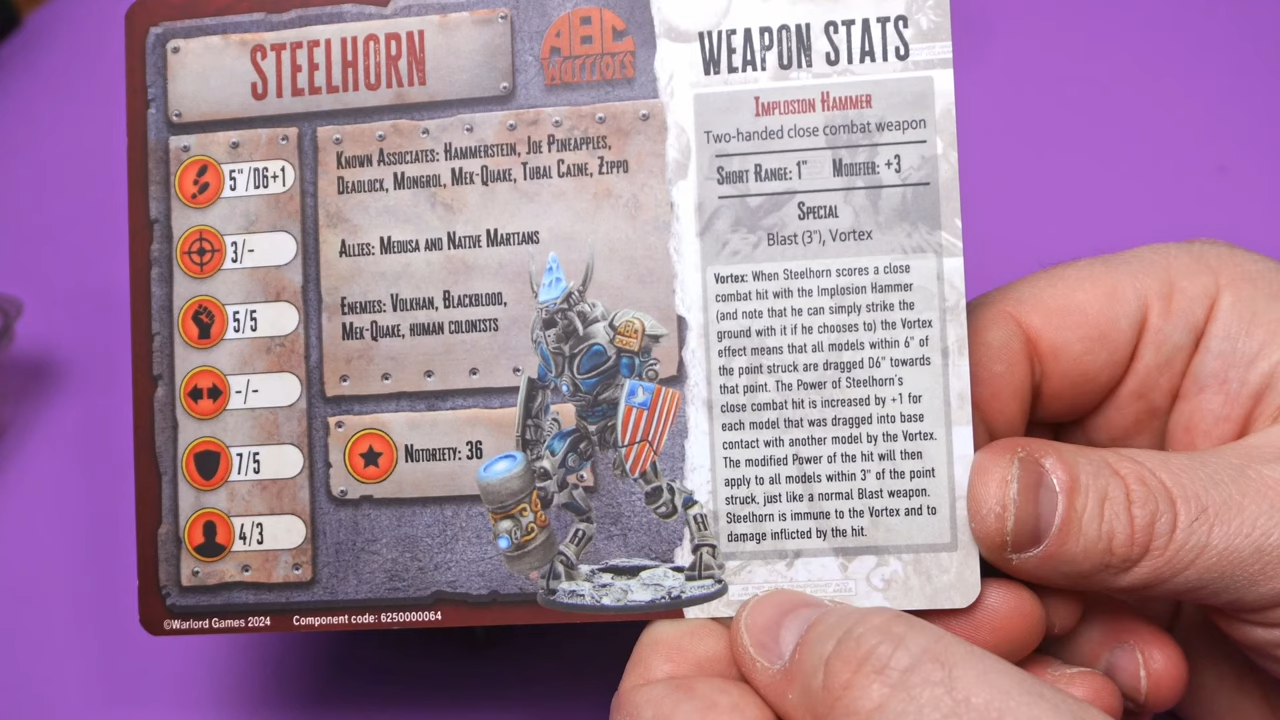 STEELHORN
ABC
WARRIORS
5"/D6+1
3/-
5/5
-/-
7/5
4/3
KNOWN ASSOCIATES: HAMMERSTEIN, JOE PINEAPPLES,
DEADLOCK, MONGROL, MEK-QUAKE, TUBAL CAINE, ZIPPO
ALLIES: MEDUSA AND NATIVE MARTIANS
ENEMIES: VOLKHAN, BLACKBLOOD,
MEK-QUAKE, HUMAN COLONISTS
NOTORIETY: 36
ABC
©Warlord Games 2024
Component code: 6250000064
WEAPON STATS
IMPLOSION HAMMER
Two-handed close combat weapon
SHORT RANGE: 1" MODIFIER: +3
SPECIAL
Blast (3"), Vortex
Vortex: When Steelhorn scores a close
combat hit with the Implosion Hammer
(and note that he can simply strike the
ground with it if he chooses to) the Vortex
effect means that all models within 6" of
the point struck are dragged D6" towards
that point. The Power of Steelhorn's
close combat hit is increased by +1 for
each model that was dragged into base
contact with another model by the Vortex.
The modified Power of the hit will then
apply to all models within 3" of the point
struck, just like a normal Blast weapon.
Steelhorn is immune to the Vortex and to
damage inflicted by the hit.